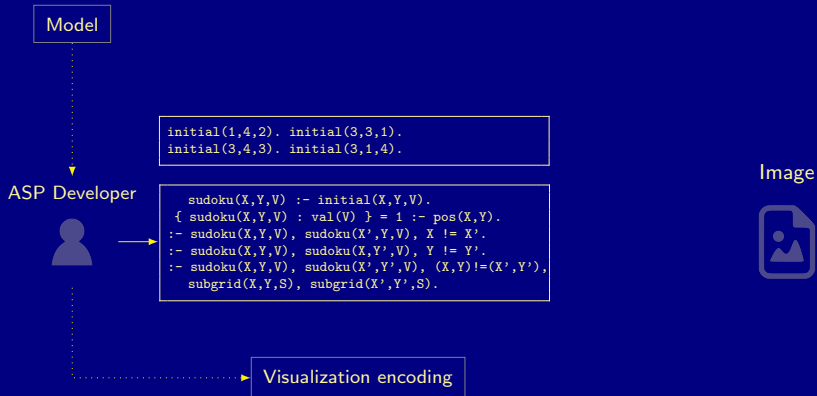 Model
initial(1,4,2). initial(3,3,1).
initial(3,4,3). initial(3,1,4).
Image
ASP Developer
sudoku(X,Y,V) :- initial(X,Y,V).
{ sudoku(X,Y,V) : val(V) } = 1 :- pos(X,Y).
:- sudoku(X,Y,V), sudoku(X',Y,V), X != X'.
:- sudoku(X,Y,V), sudoku(X,Y',V), Y != Y'.
:- sudoku(X,Y,V), sudoku(X',Y',V), (X,Y)!=(X',Y'),
subgrid(X,Y,S), subgrid(X',Y',S).
Visualization encoding